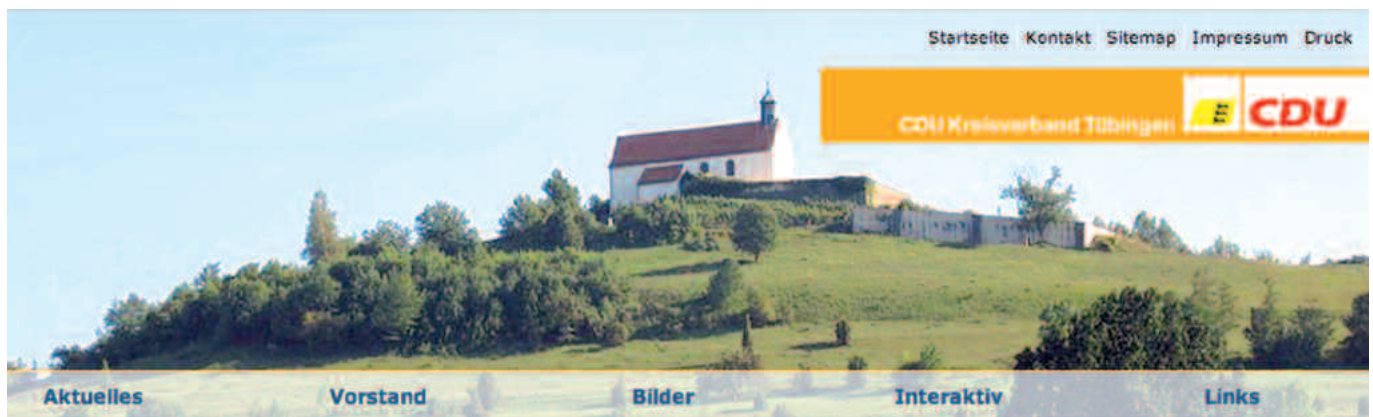 Startseite Kontakt Sitemap Impressum Druck
CDU Kreisverband Tübingen CDU
Aktuelles Vorstand Bilder Interaktiv Links